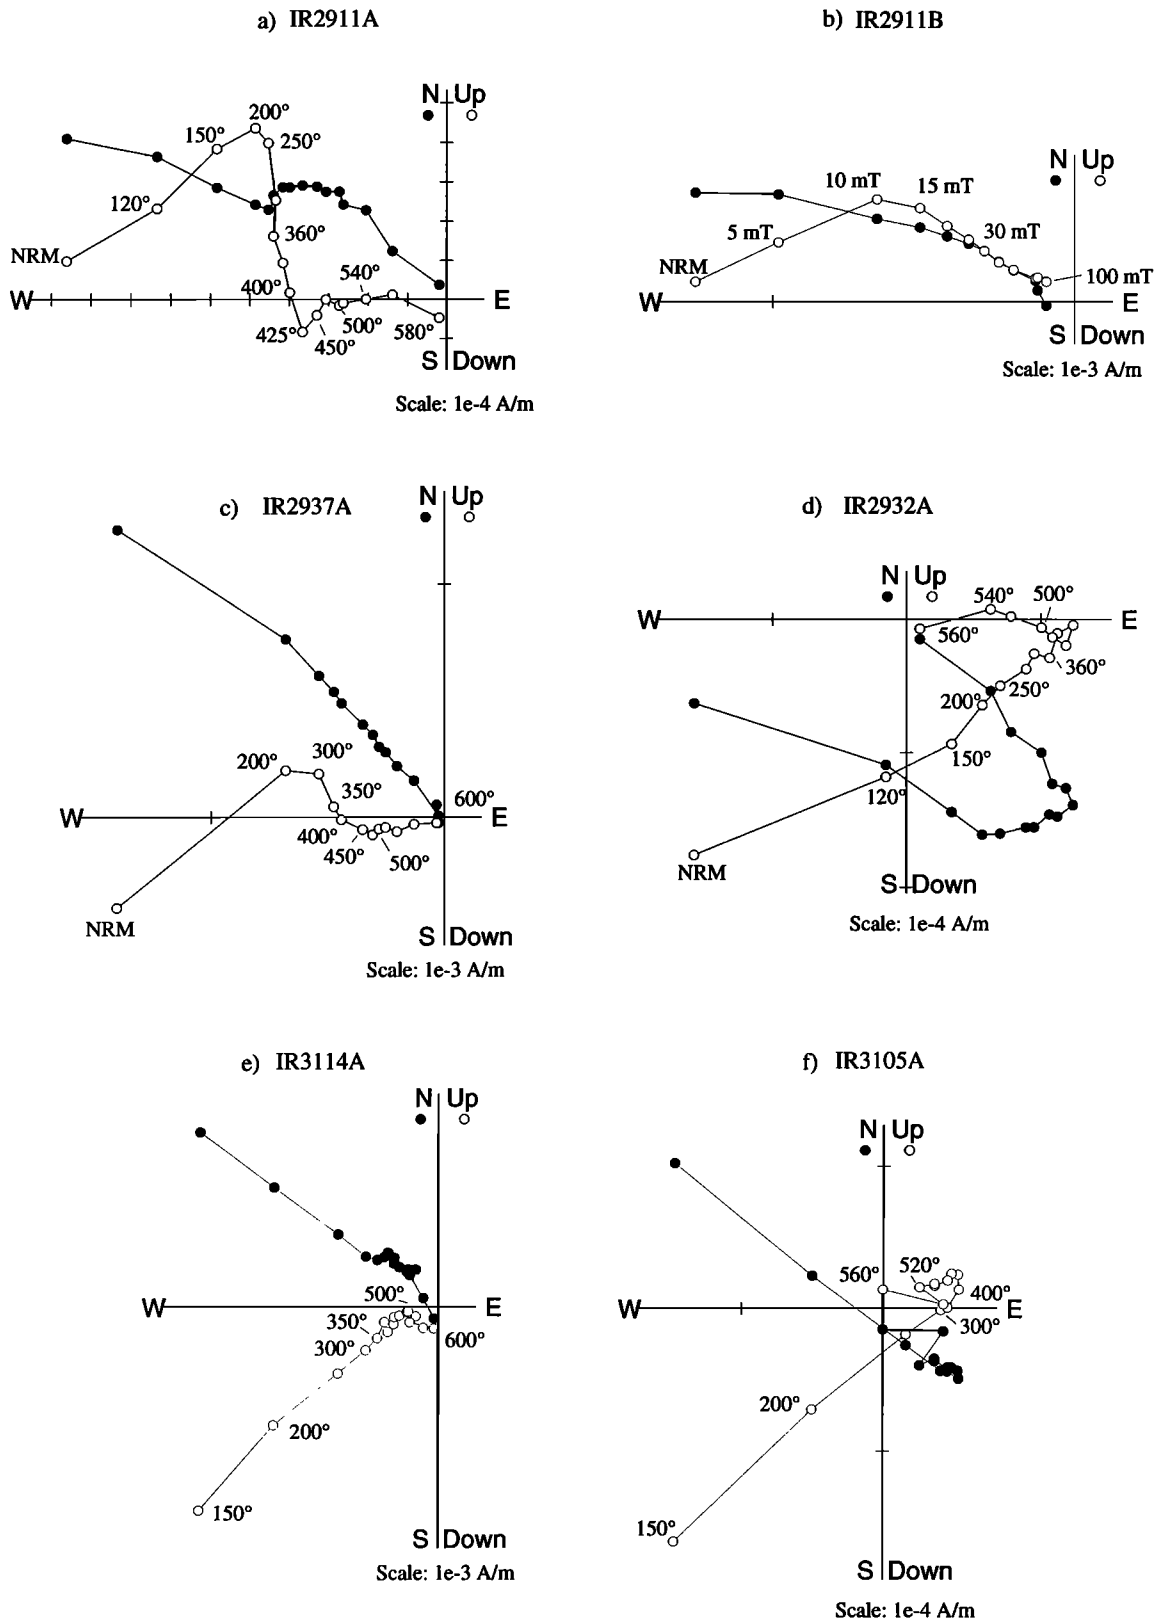 a) IR2911A
b) IR2911B
N Up
200°
150°
250°
120°
NRM
360°
400°
540°
W
E
425°
450°
500°
580°
S Down
Scale: 1e-4 A/m
N Up
10 mT
15 mT
5 mT
30 mT
NRM
100 mT
W
E
S Down
Scale: 1e-3 A/m
c) IR2937A
N Up
200°
300°
350°
600°
W
E
400°
450°
500°
NRM
S Down
Scale: 1e-3 A/m
d) IR2932A
N Up
540°
500°
W
E
560°
360°
250°
200°
150°
120°
NRM
S Down
Scale: 1e-4 A/m
e) IR3114A
N Up
W
E
500°
350°
600°
300°
200°
150°
S Down
Scale: 1e-3 A/m
f) IR3105A
N Up
560°
520°
400°
W
E
300°
200°
150°
S Down
Scale: 1e-4 A/m